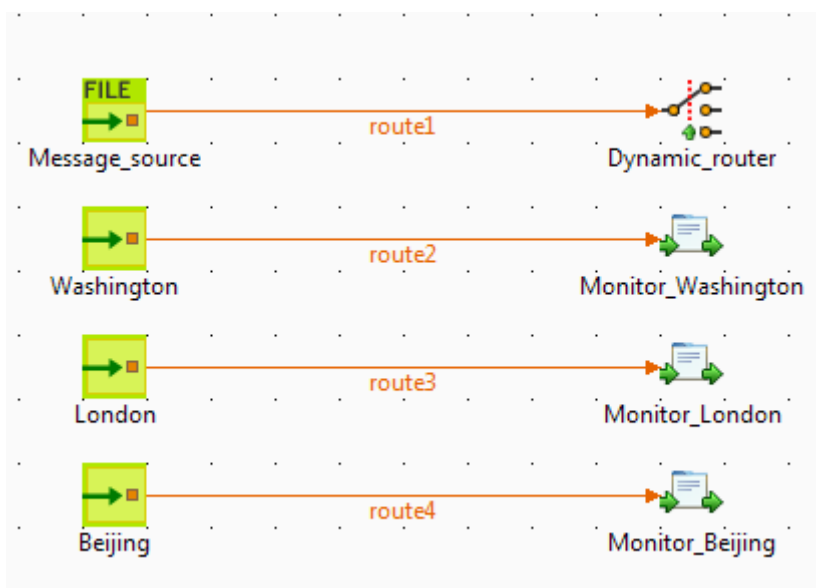 FILE
route1
Message_source
Dynamic_router
route2
Washington
Monitor_Washington
route3
London
Monitor_London
route4
Beijing
Monitor_Beijing